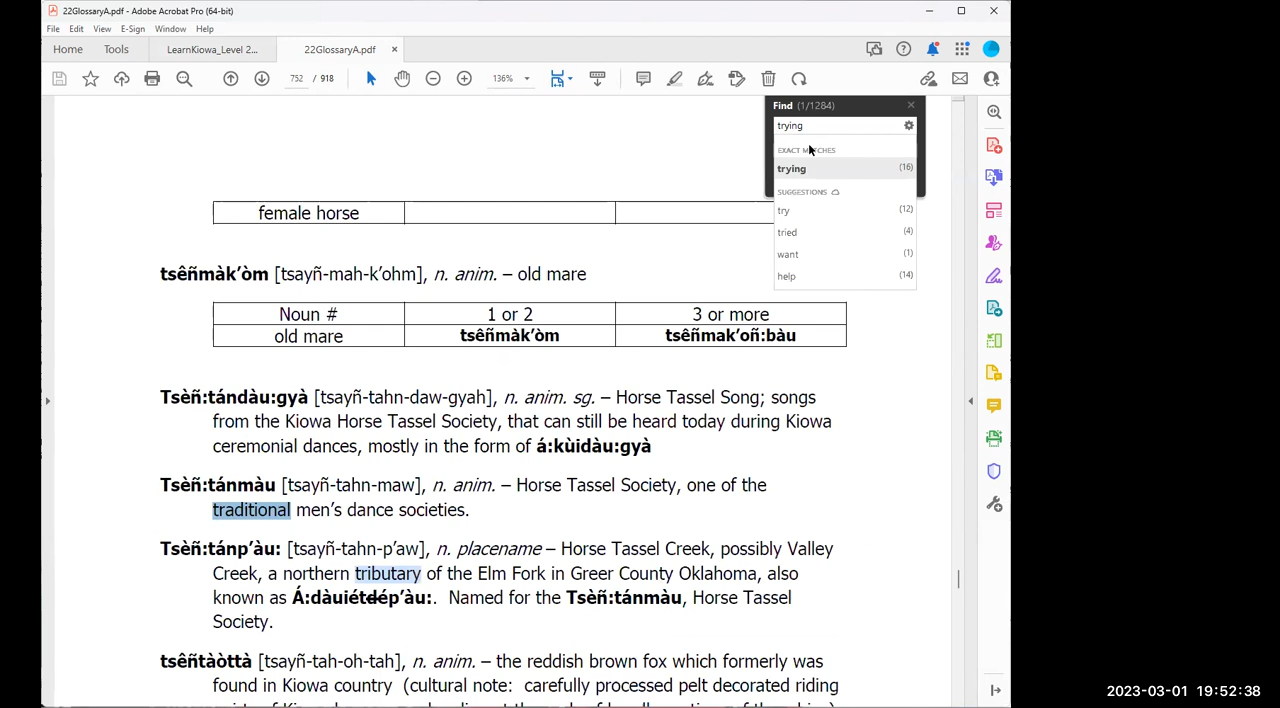 22GlossaryA.pdf - Adobe Acrobat Pro (64-bit)
File Edit View E-Sign Window Help
Home Tools LearnKiowa_Level 2... 22GlossaryA.pdf ×
752 / 918 136%
Find (1/1284)
trying
EXACT MATCHES
trying (16)
SUGGESTIONS
try (12)
tried (4)
want (1)
help (14)
female horse
tsêñmàk'òm [tsayñ-mah-k'ohm], n. anim. – old mare
Noun # 1 or 2 3 or more
old mare tsêñmàk'òm tsêñmak'oñ:bàu
Tsèñ:tándàu:gyà [tsayñ-tahn-daw-gyah], n. anim. sg. – Horse Tassel Song; songs
from the Kiowa Horse Tassel Society, that can still be heard today during Kiowa
ceremonial dances, mostly in the form of á:kùidàu:gyà
Tsèñ:tánmàu [tsayñ-tahn-maw], n. anim. – Horse Tassel Society, one of the
traditional men's dance societies.
Tsèñ:tánp'àu: [tsayñ-tahn-p'aw], n. placename – Horse Tassel Creek, possibly Valley
Creek, a northern tributary of the Elm Fork in Greer County Oklahoma, also
known as Named for the Tsèñ:tánmàu, Horse Tassel
Society.
tsêñtàòttà [tsayñ-tah-oh-tah], n. anim. – the reddish brown fox which formerly was
found in Kiowa country (cultural note: carefully processed pelt decorated riding
2023-03-01 19:52:38